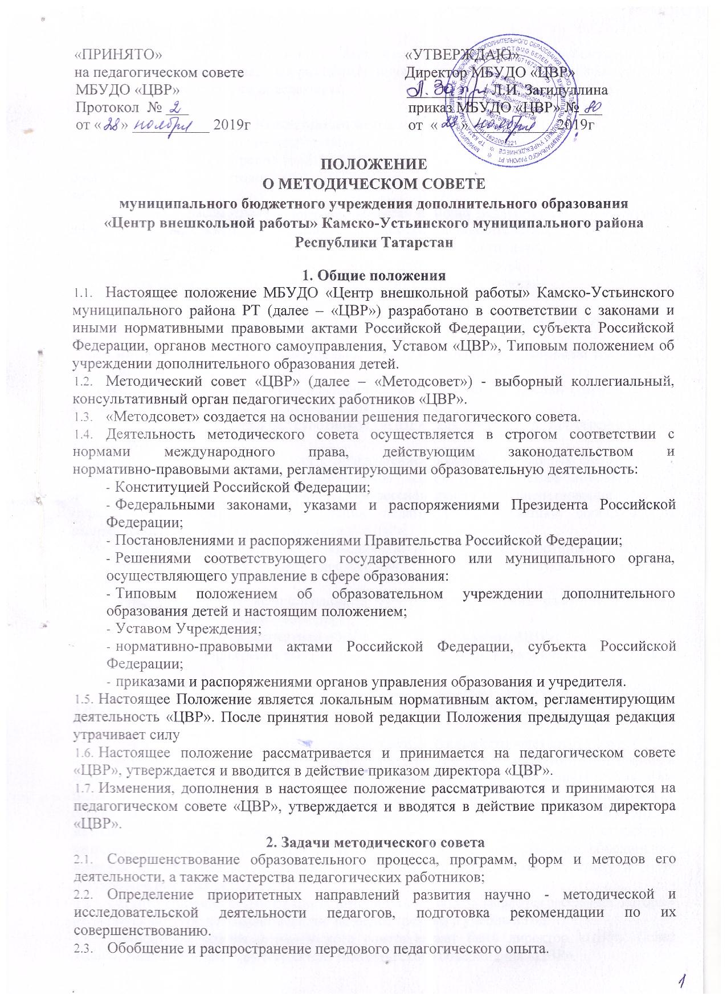 «ПРИНЯТО»
на педагогическом совете
МБУДО «ЦВР»
Протокол № 2
от «28» ноября 2019г
«УТВЕРЖДАЮ»
Директор МБУДО «ЦВР»
Л.И. Загидуллина
приказ МБУДО «ЦВР» № 80
от «28» ноября 2019г
ПОЛОЖЕНИЕ
О МЕТОДИЧЕСКОМ СОВЕТЕ
муниципального бюджетного учреждения дополнительного образования
«Центр внешкольной работы» Камско-Устьинского муниципального района
Республики Татарстан
1. Общие положения
1.1. Настоящее положение МБУДО «Центр внешкольной работы» Камско-Устьинского
муниципального района РТ (далее – «ЦВР») разработано в соответствии с законами и
иными нормативными правовыми актами Российской Федерации, субъекта Российской
Федерации, органов местного самоуправления, Уставом «ЦВР», Типовым положением об
учреждении дополнительного образования детей.
1.2. Методический совет «ЦВР» (далее – «Методсовет») - выборный коллегиальный,
консультативный орган педагогических работников «ЦВР».
1.3. «Методсовет» создается на основании решения педагогического совета.
1.4. Деятельность методического совета осуществляется в строгом соответствии с
нормами международного права, действующим законодательством и
нормативно-правовыми актами, регламентирующими образовательную деятельность:
- Конституцией Российской Федерации;
- Федеральными законами, указами и распоряжениями Президента Российской
Федерации;
- Постановлениями и распоряжениями Правительства Российской Федерации;
- Решениями соответствующего государственного или муниципального органа,
осуществляющего управление в сфере образования:
- Типовым положением об образовательном учреждении дополнительного
образования детей и настоящим положением;
- Уставом Учреждения;
- нормативно-правовыми актами Российской Федерации, субъекта Российской
Федерации;
- приказами и распоряжениями органов управления образования и учредителя.
1.5. Настоящее Положение является локальным нормативным актом, регламентирующим
деятельность «ЦВР». После принятия новой редакции Положения предыдущая редакция
утрачивает силу
1.6. Настоящее положение рассматривается и принимается на педагогическом совете
«ЦВР», утверждается и вводится в действие приказом директора «ЦВР».
1.7. Изменения, дополнения в настоящее положение рассматриваются и принимаются на
педагогическом совете «ЦВР», утверждается и вводятся в действие приказом директора
«ЦВР».
2. Задачи методического совета
2.1. Совершенствование образовательного процесса, программ, форм и методов его
деятельности, а также мастерства педагогических работников;
2.2. Определение приоритетных направлений развития научно - методической и
исследовательской деятельности педагогов, подготовка рекомендации по их
совершенствованию.
2.3. Обобщение и распространение передового педагогического опыта.
1